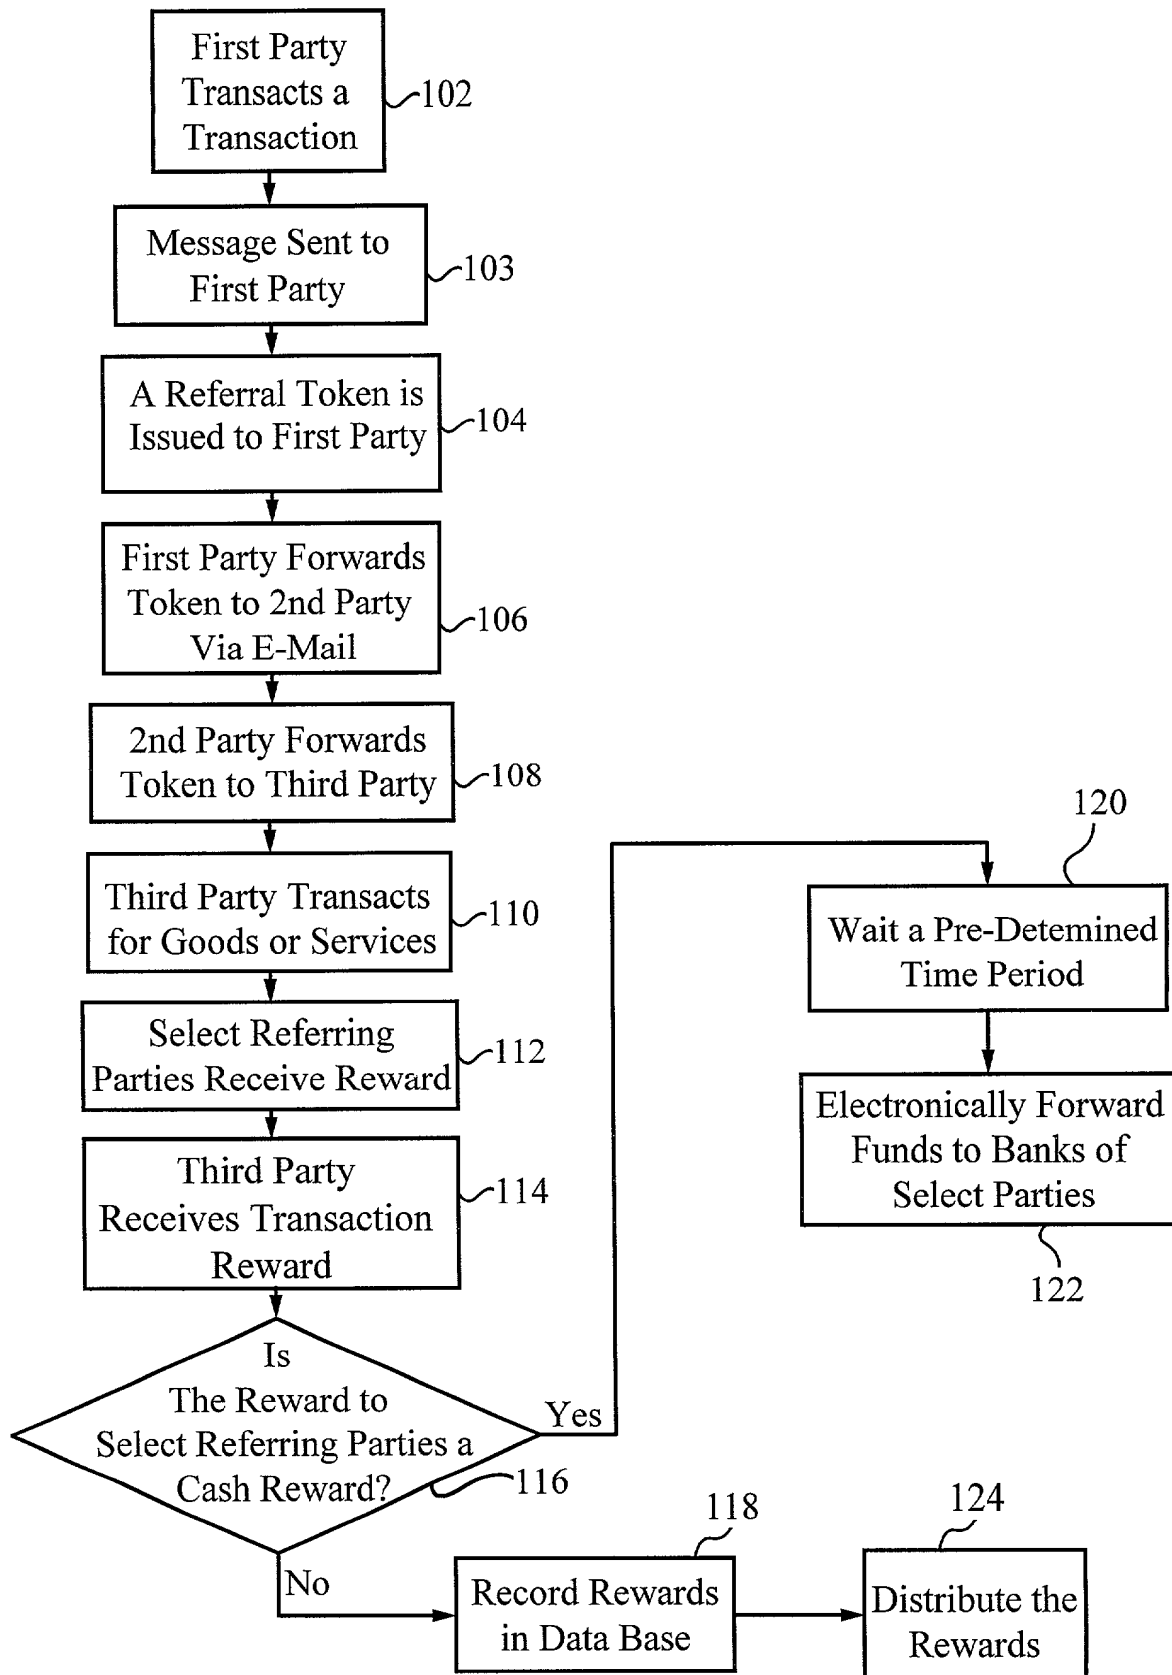 First Party
Transacts a
Transaction
102
Message Sent to
First Party
103
A Referral Token is
Issued to First Party
104
First Party Forwards
Token to 2nd Party
Via E-Mail
106
2nd Party Forwards
Token to Third Party
108
Third Party Transacts
for Goods or Services
110
Select Referring
Parties Receive Reward
112
Third Party
Receives Transaction
Reward
114
Is
The Reward to
Select Referring Parties a
Cash Reward?
116
Yes
No
120
Wait a Pre-Detemined
Time Period
Electronically Forward
Funds to Banks of
Select Parties
122
118
Record Rewards
in Data Base
124
Distribute the
Rewards